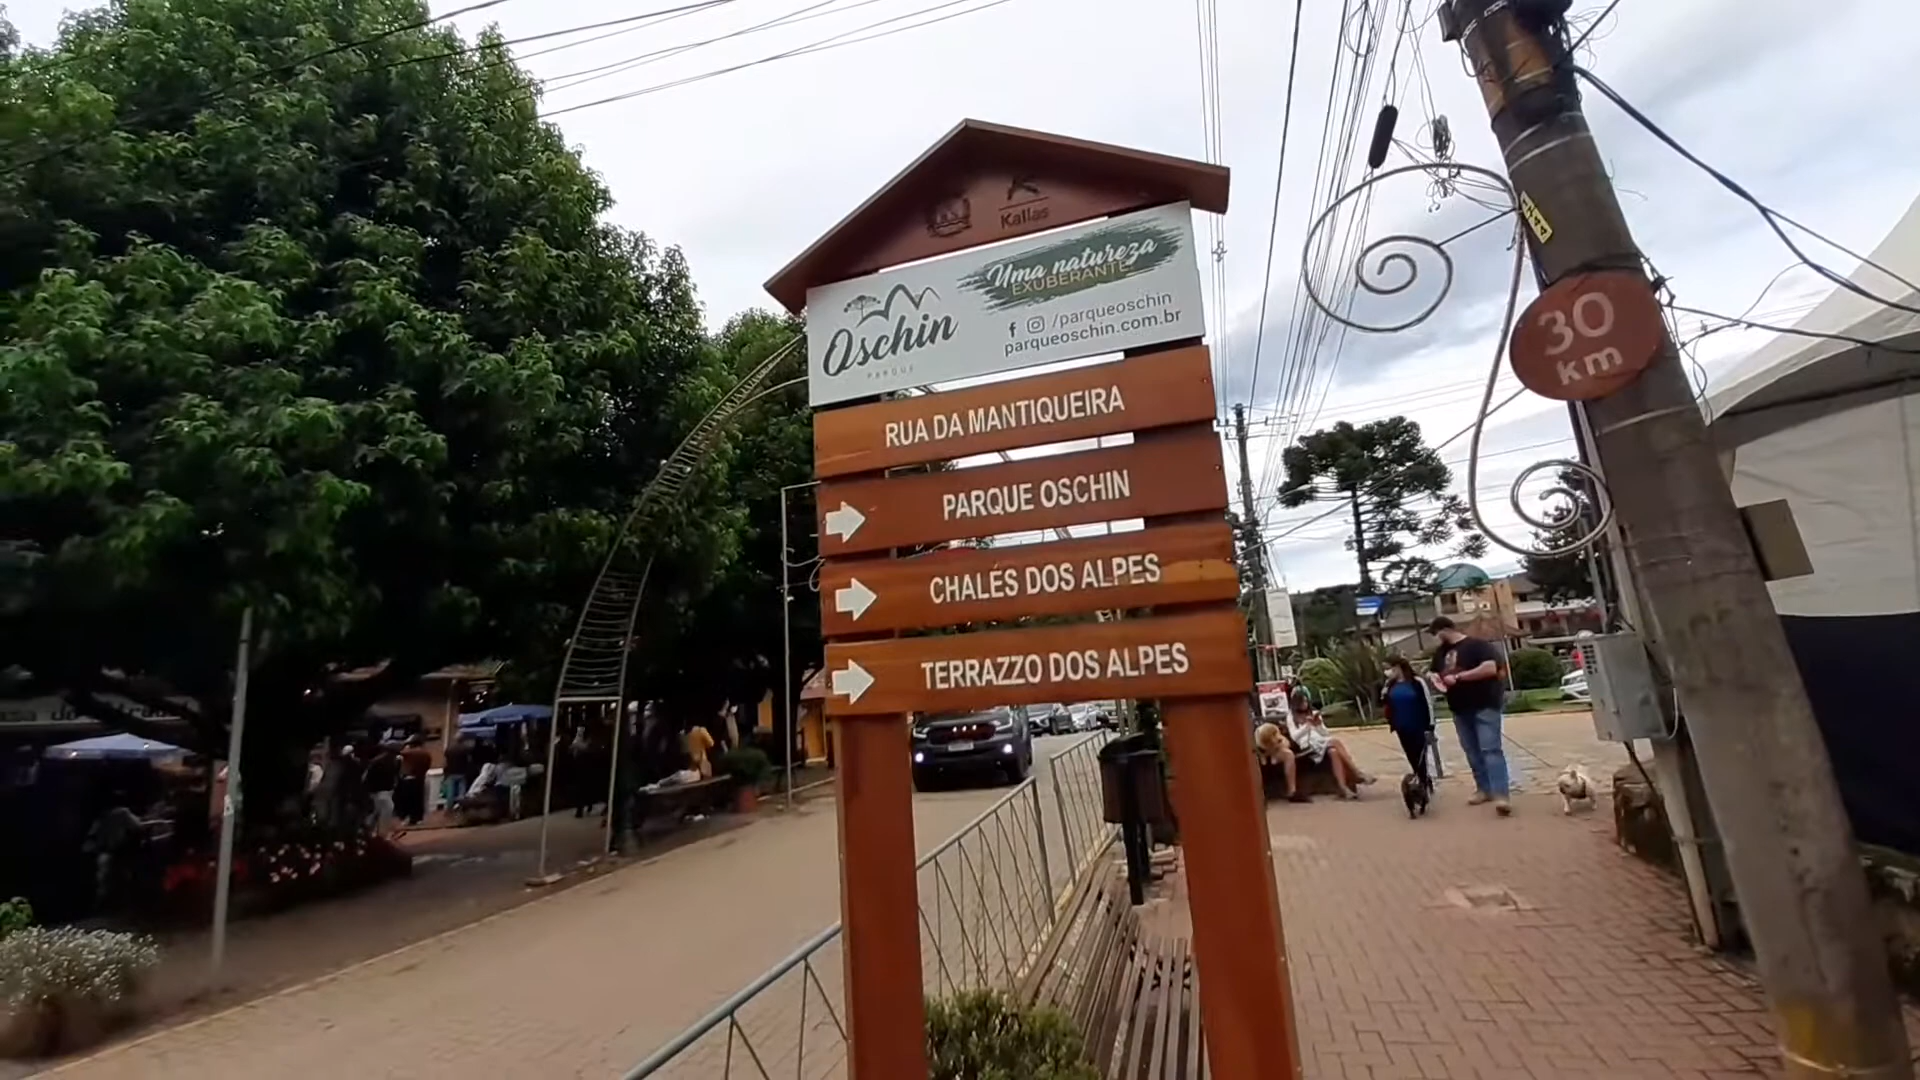 Kallas
Oschin
PARQUE
Uma natureza
EXUBERANTE
/parqueoschin
parqueoschin.com.br
RUA DA MANTIQUEIRA
PARQUE OSCHIN
CHALÉS DOS ALPES
TERRAZZO DOS ALPES
30
km